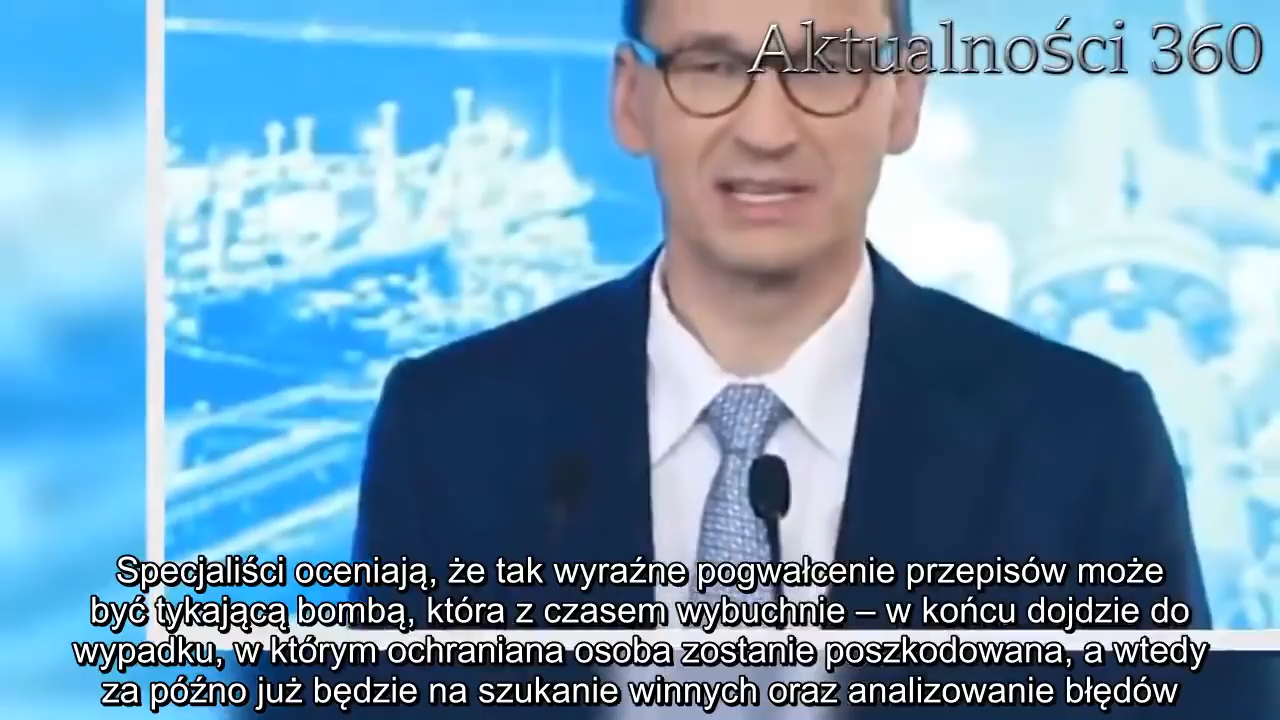 Aktualności 360
Specjaliści oceniają, że tak wyraźne pogwałcenie przepisów może
być tykającą bombą, która z czasem wybuchnie – w końcu dojdzie do
wypadku, w którym ochraniana osoba zostanie poszkodowana, a wtedy
za późno już będzie na szukanie winnych oraz analizowanie błędów